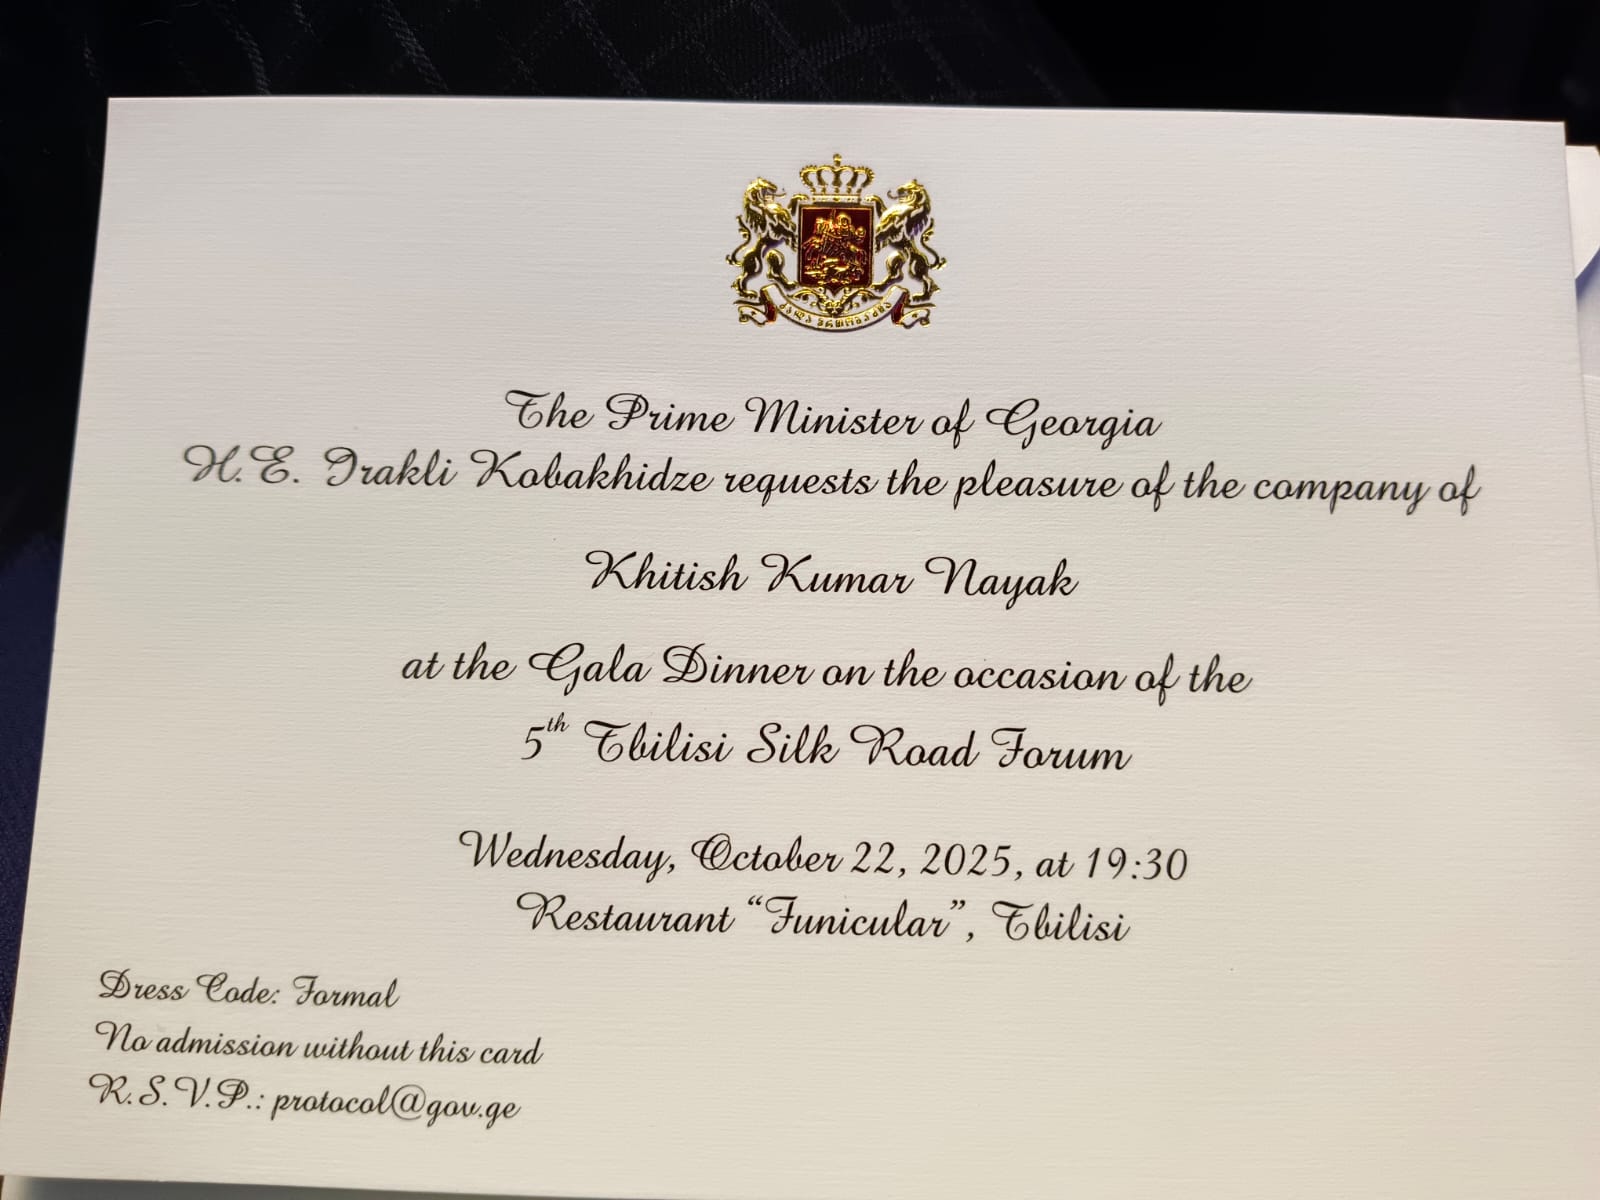 ძალა ერთობაშია
The Prime Minister of Georgia
H.E. Irakli Kobakhidze requests the pleasure of the company of
Khitish Kumar Nayak
at the Gala Dinner on the occasion of the
5th Tbilisi Silk Road Forum
Wednesday, October 22, 2025, at 19:30
Restaurant “Funicular”, Tbilisi
Dress Code: Formal
No admission without this card
R.S.V.P.: protocol@gov.ge